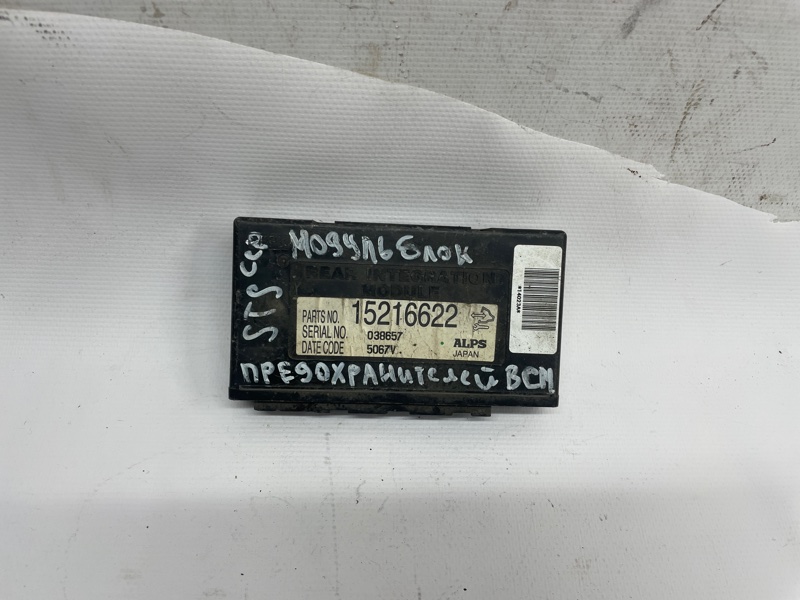 модуль блок
REAR INTEGRATION
MODULE
PARTS NO. 15216622
SERIAL NO. 038657
DATE CODE 5067V
ALPS
JAPAN
предохранителей BCM
STS